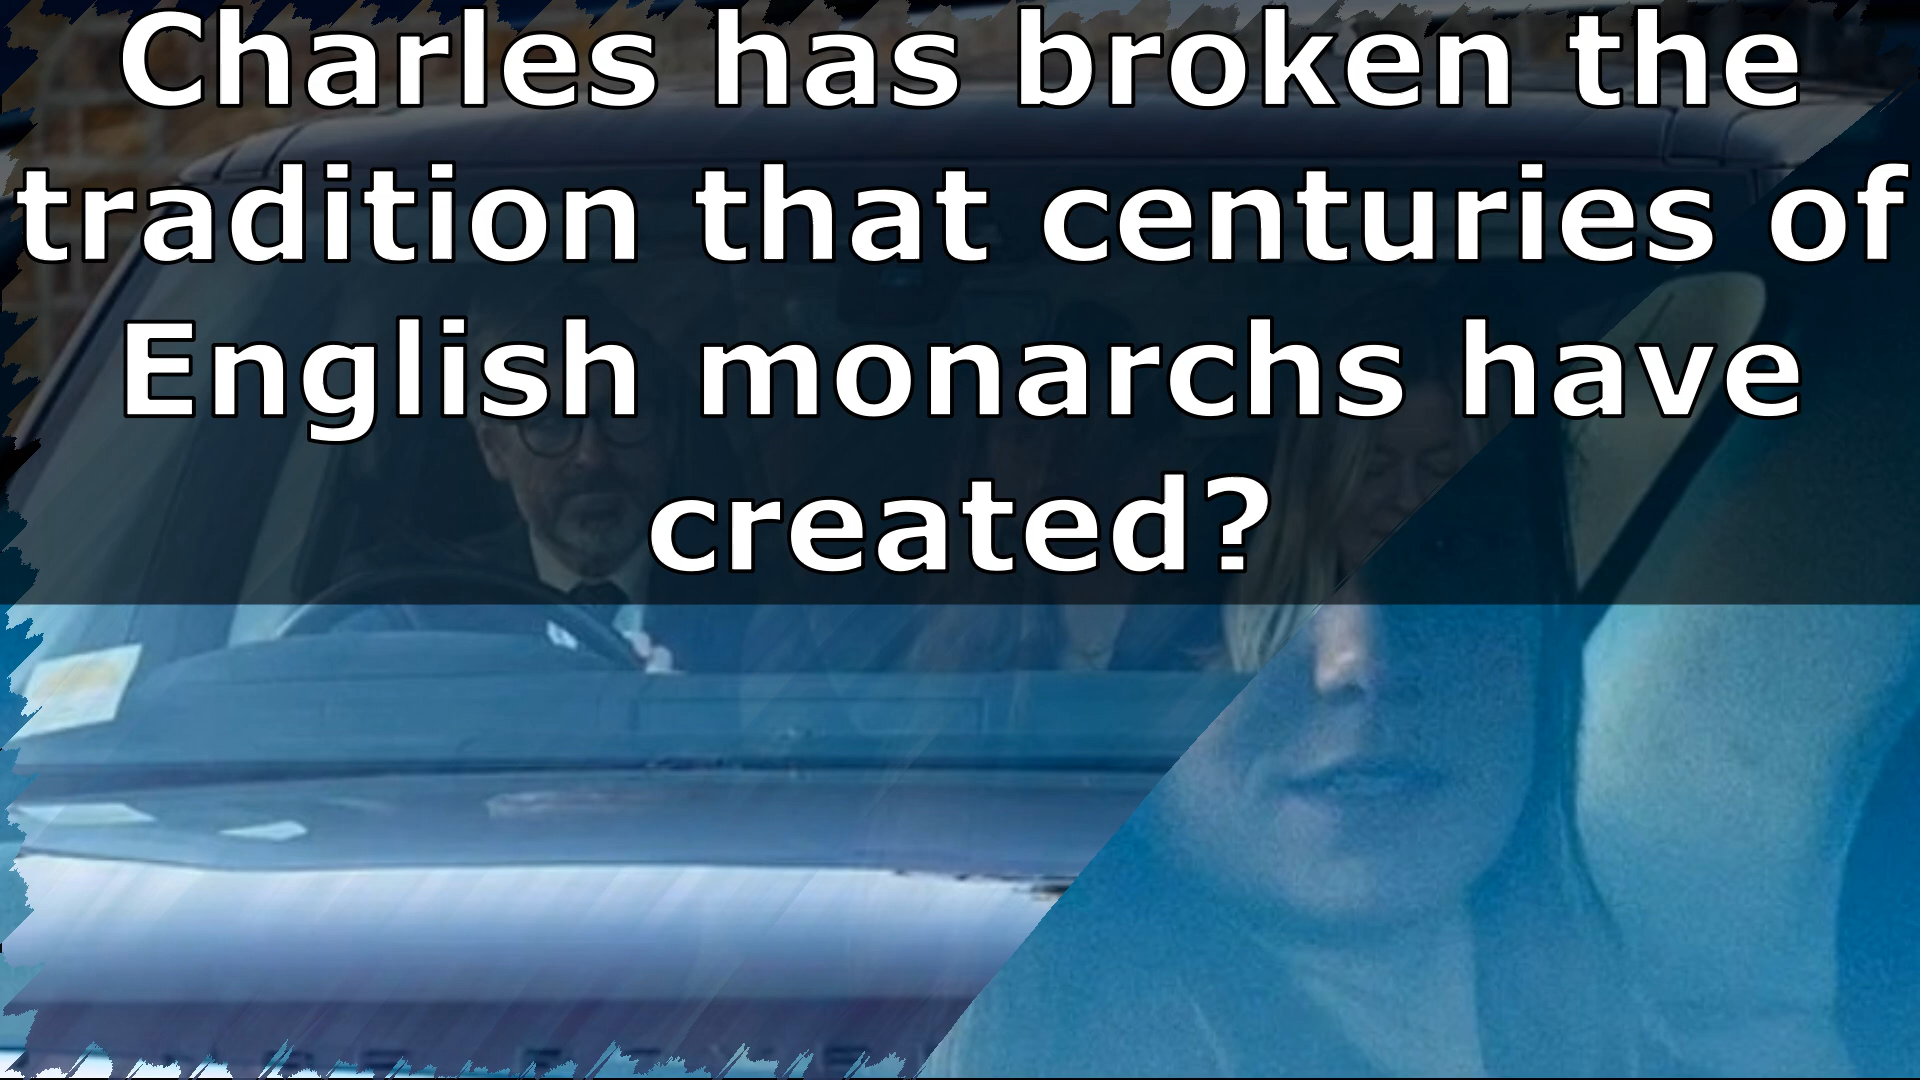 Charles has broken the
tradition that centuries of
English monarchs have
created?